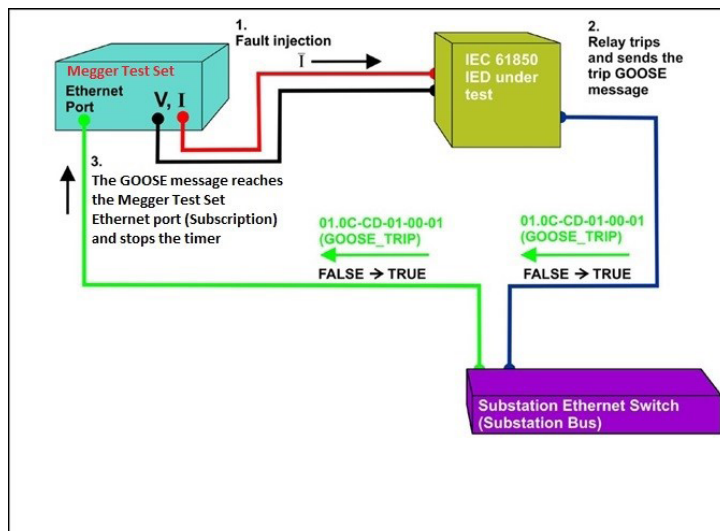 1.
Fault injection
I
Megger Test Set
Ethernet
Port
V, I
IEC 61850
IED under
test
2.
Relay trips
and sends the
trip GOOSE
message
3.
The GOOSE message reaches
the Megger Test Set
Ethernet port (Subscription)
and stops the timer
01.0C-CD-01-00-01
(GOOSE_TRIP)
FALSE → TRUE
01.0C-CD-01-00-01
(GOOSE_TRIP)
FALSE → TRUE
Substation Ethernet Switch
(Substation Bus)